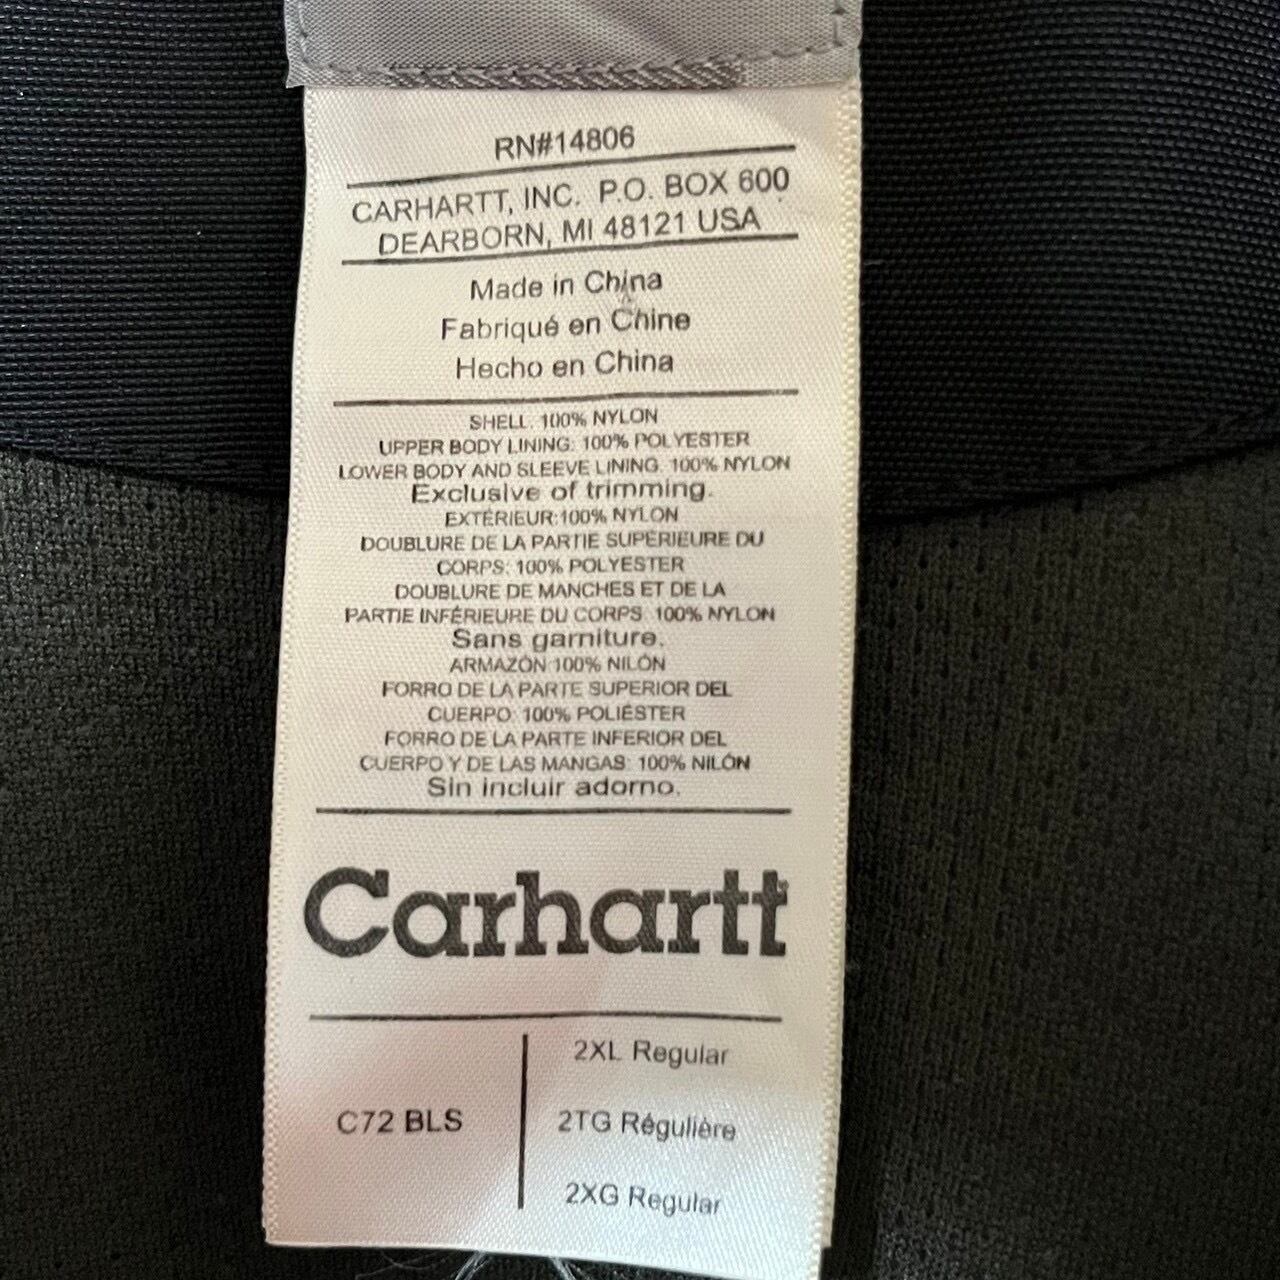 RN#14806
CARHARTT, INC. P.O. BOX 600
DEARBORN, MI 48121 USA
Made in China
Fabriqué en Chine
Hecho en China
SHELL: 100% NYLON
UPPER BODY LINING: 100% POLYESTER
LOWER BODY AND SLEEVE LINING: 100% NYLON
Exclusive of trimming.
EXTÉRIEUR:100% NYLON
DOUBLURE DE LA PARTIE SUPÉRIEURE DU
CORPS: 100% POLYESTER
DOUBLURE DE MANCHES ET DE LA
PARTIE INFÉRIEURE DU CORPS: 100% NYLON
Sans garniture.
ARMAZÓN:100% NILÓN
FORRO DE LA PARTE SUPERIOR DEL
CUERPO: 100% POLIÉSTER
FORRO DE LA PARTE INFERIOR DEL
CUERPO Y DE LAS MANGAS: 100% NILÓN
Sin incluir adorno.
Carhartt
2XL Regular
C72 BLS
2TG Régulière
2XG Regular